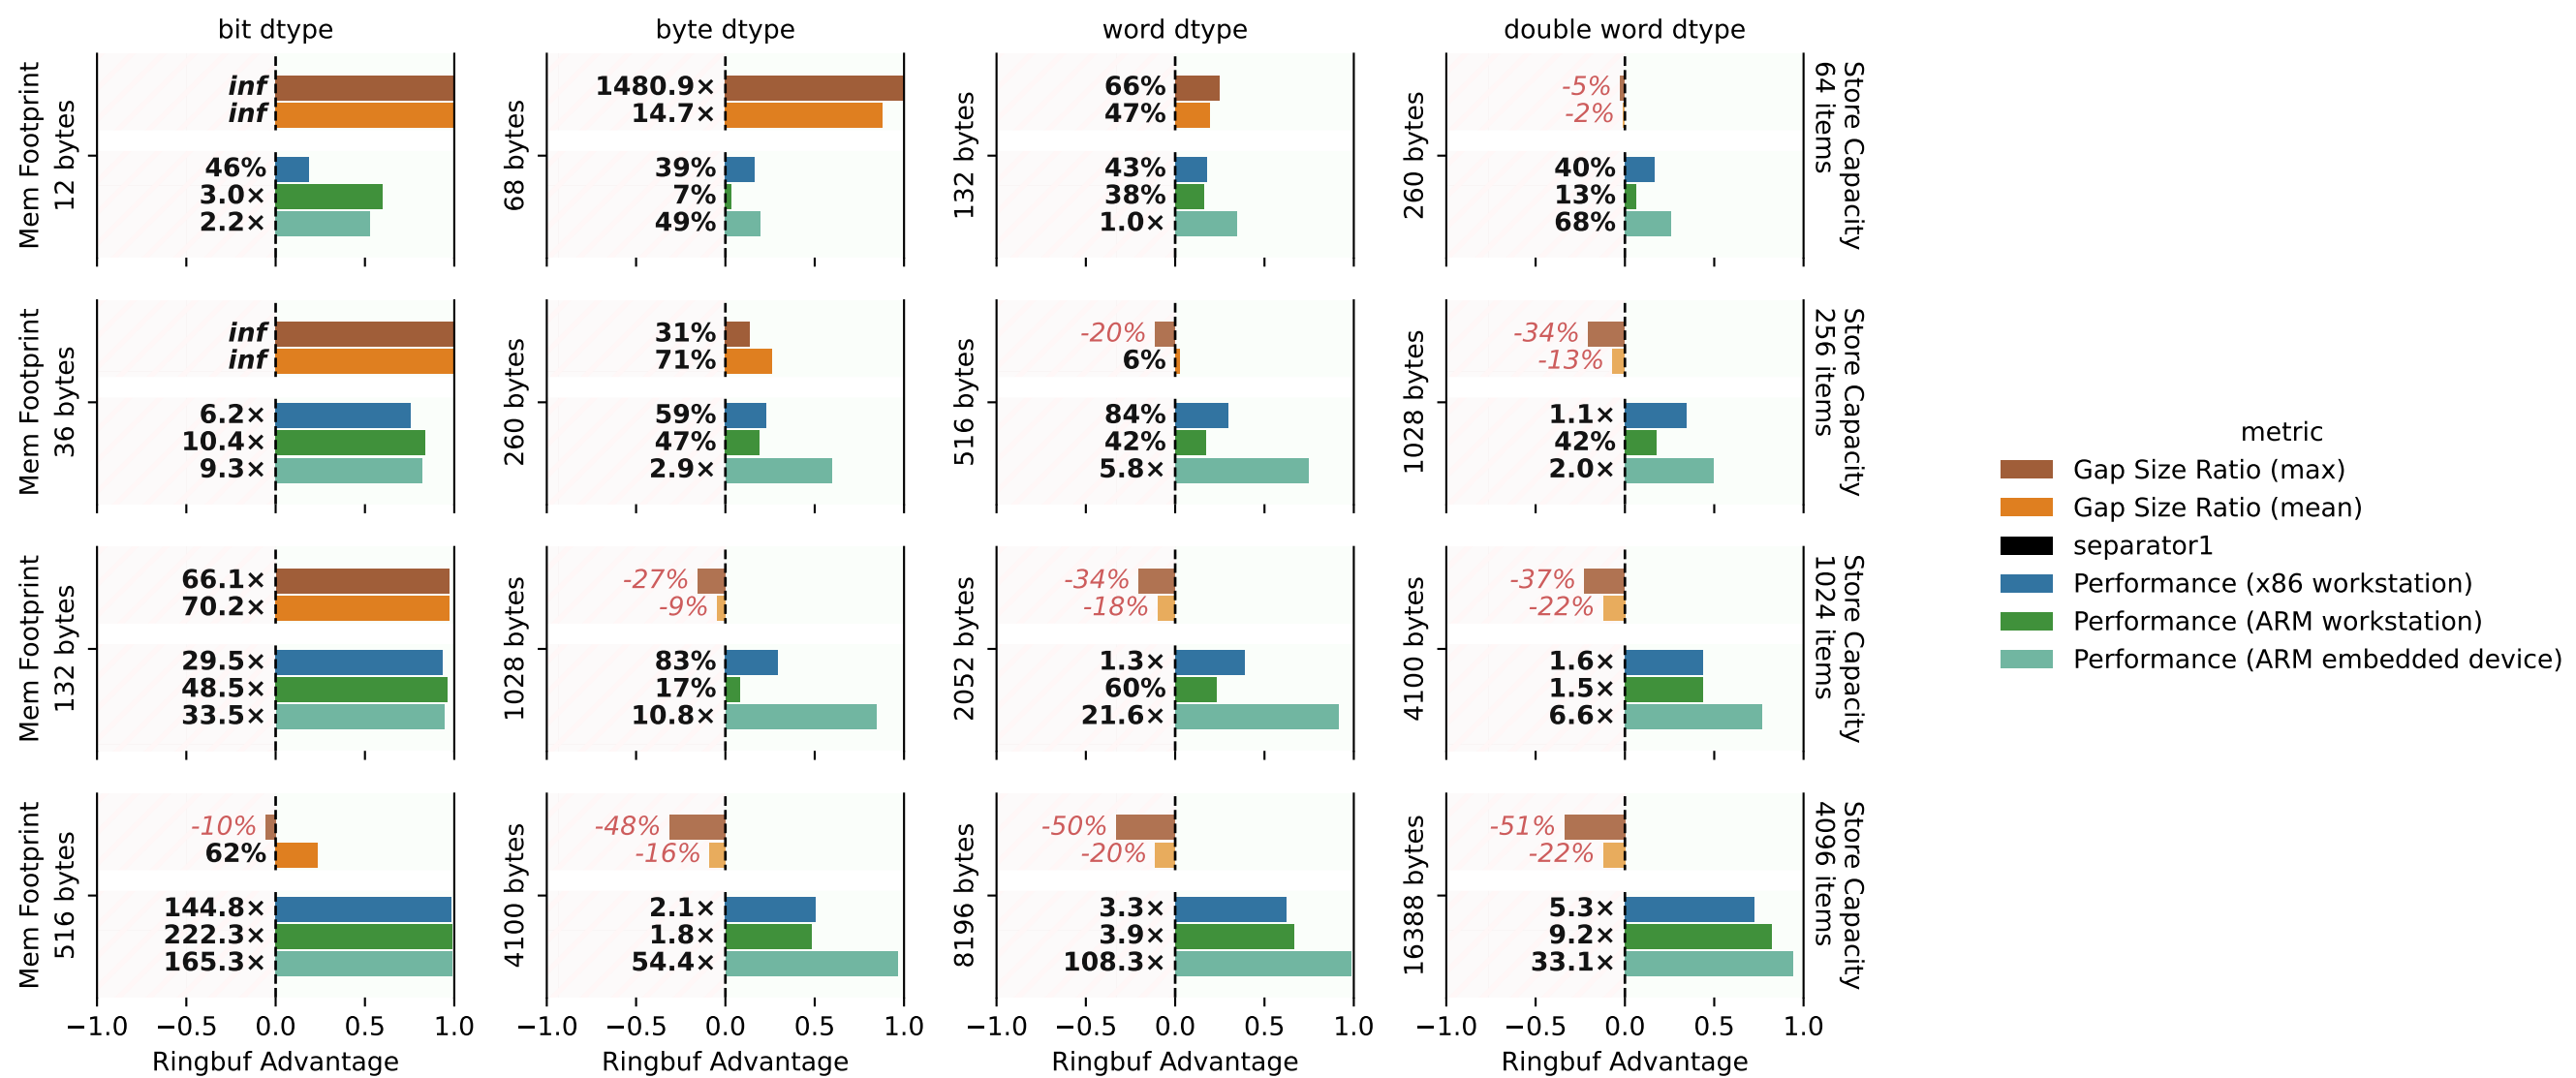 bit dtype
byte dtype
word dtype
double word dtype
Mem Footprint
12 bytes
inf
inf
46%
3.0×
2.2×
68 bytes
1480.9×
14.7×
39%
7%
49%
132 bytes
66%
47%
43%
38%
1.0×
260 bytes
-5%
-2%
40%
13%
68%
Store Capacity
64 items
Mem Footprint
36 bytes
inf
inf
6.2×
10.4×
9.3×
260 bytes
31%
71%
59%
47%
2.9×
516 bytes
-20%
6%
84%
42%
5.8×
1028 bytes
-34%
-13%
1.1×
42%
2.0×
Store Capacity
256 items
Mem Footprint
132 bytes
66.1×
70.2×
29.5×
48.5×
33.5×
1028 bytes
-27%
-9%
83%
17%
10.8×
2052 bytes
-34%
-18%
1.3×
60%
21.6×
4100 bytes
-37%
-22%
1.6×
1.5×
6.6×
Store Capacity
1024 items
Mem Footprint
516 bytes
-10%
62%
144.8×
222.3×
165.3×
4100 bytes
-48%
-16%
2.1×
1.8×
54.4×
8196 bytes
-50%
-20%
3.3×
3.9×
108.3×
16388 bytes
-51%
-22%
5.3×
9.2×
33.1×
Store Capacity
4096 items
−1.0 −0.5 0.0 0.5 1.0
−1.0 −0.5 0.0 0.5 1.0
−1.0 −0.5 0.0 0.5 1.0
−1.0 −0.5 0.0 0.5 1.0
Ringbuf Advantage
Ringbuf Advantage
Ringbuf Advantage
Ringbuf Advantage
metric
Gap Size Ratio (max)
Gap Size Ratio (mean)
separator1
Performance (x86 workstation)
Performance (ARM workstation)
Performance (ARM embedded device)